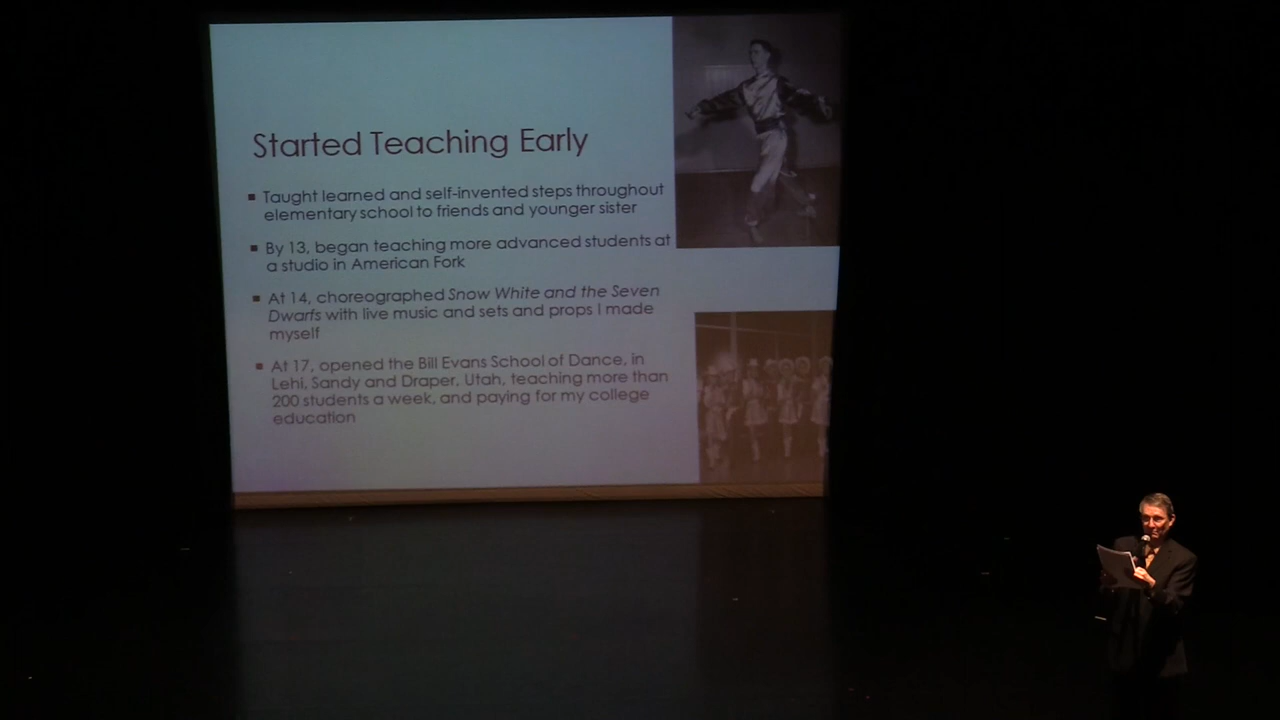 Started Teaching Early
▪ Taught learned and self-invented steps throughout
elementary school to friends and younger sister
▪ By 13, began teaching more advanced students at
a studio in American Fork
▪ At 14, choreographed Snow White and the Seven
Dwarfs with live music and sets and props I made
myself
▪ At 17, opened the Bill Evans School of Dance, in
Lehi, Sandy and Draper, Utah, teaching more than
200 students a week, and paying for my college
education